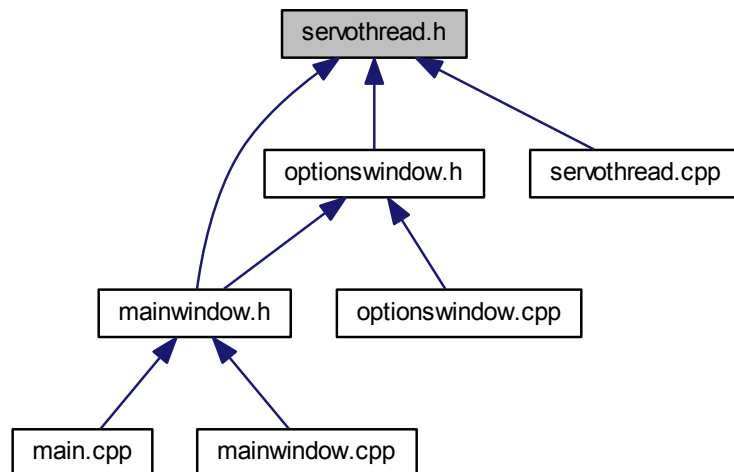 servothread.h
optionswindow.h
servothread.cpp
mainwindow.h
optionswindow.cpp
main.cpp
mainwindow.cpp